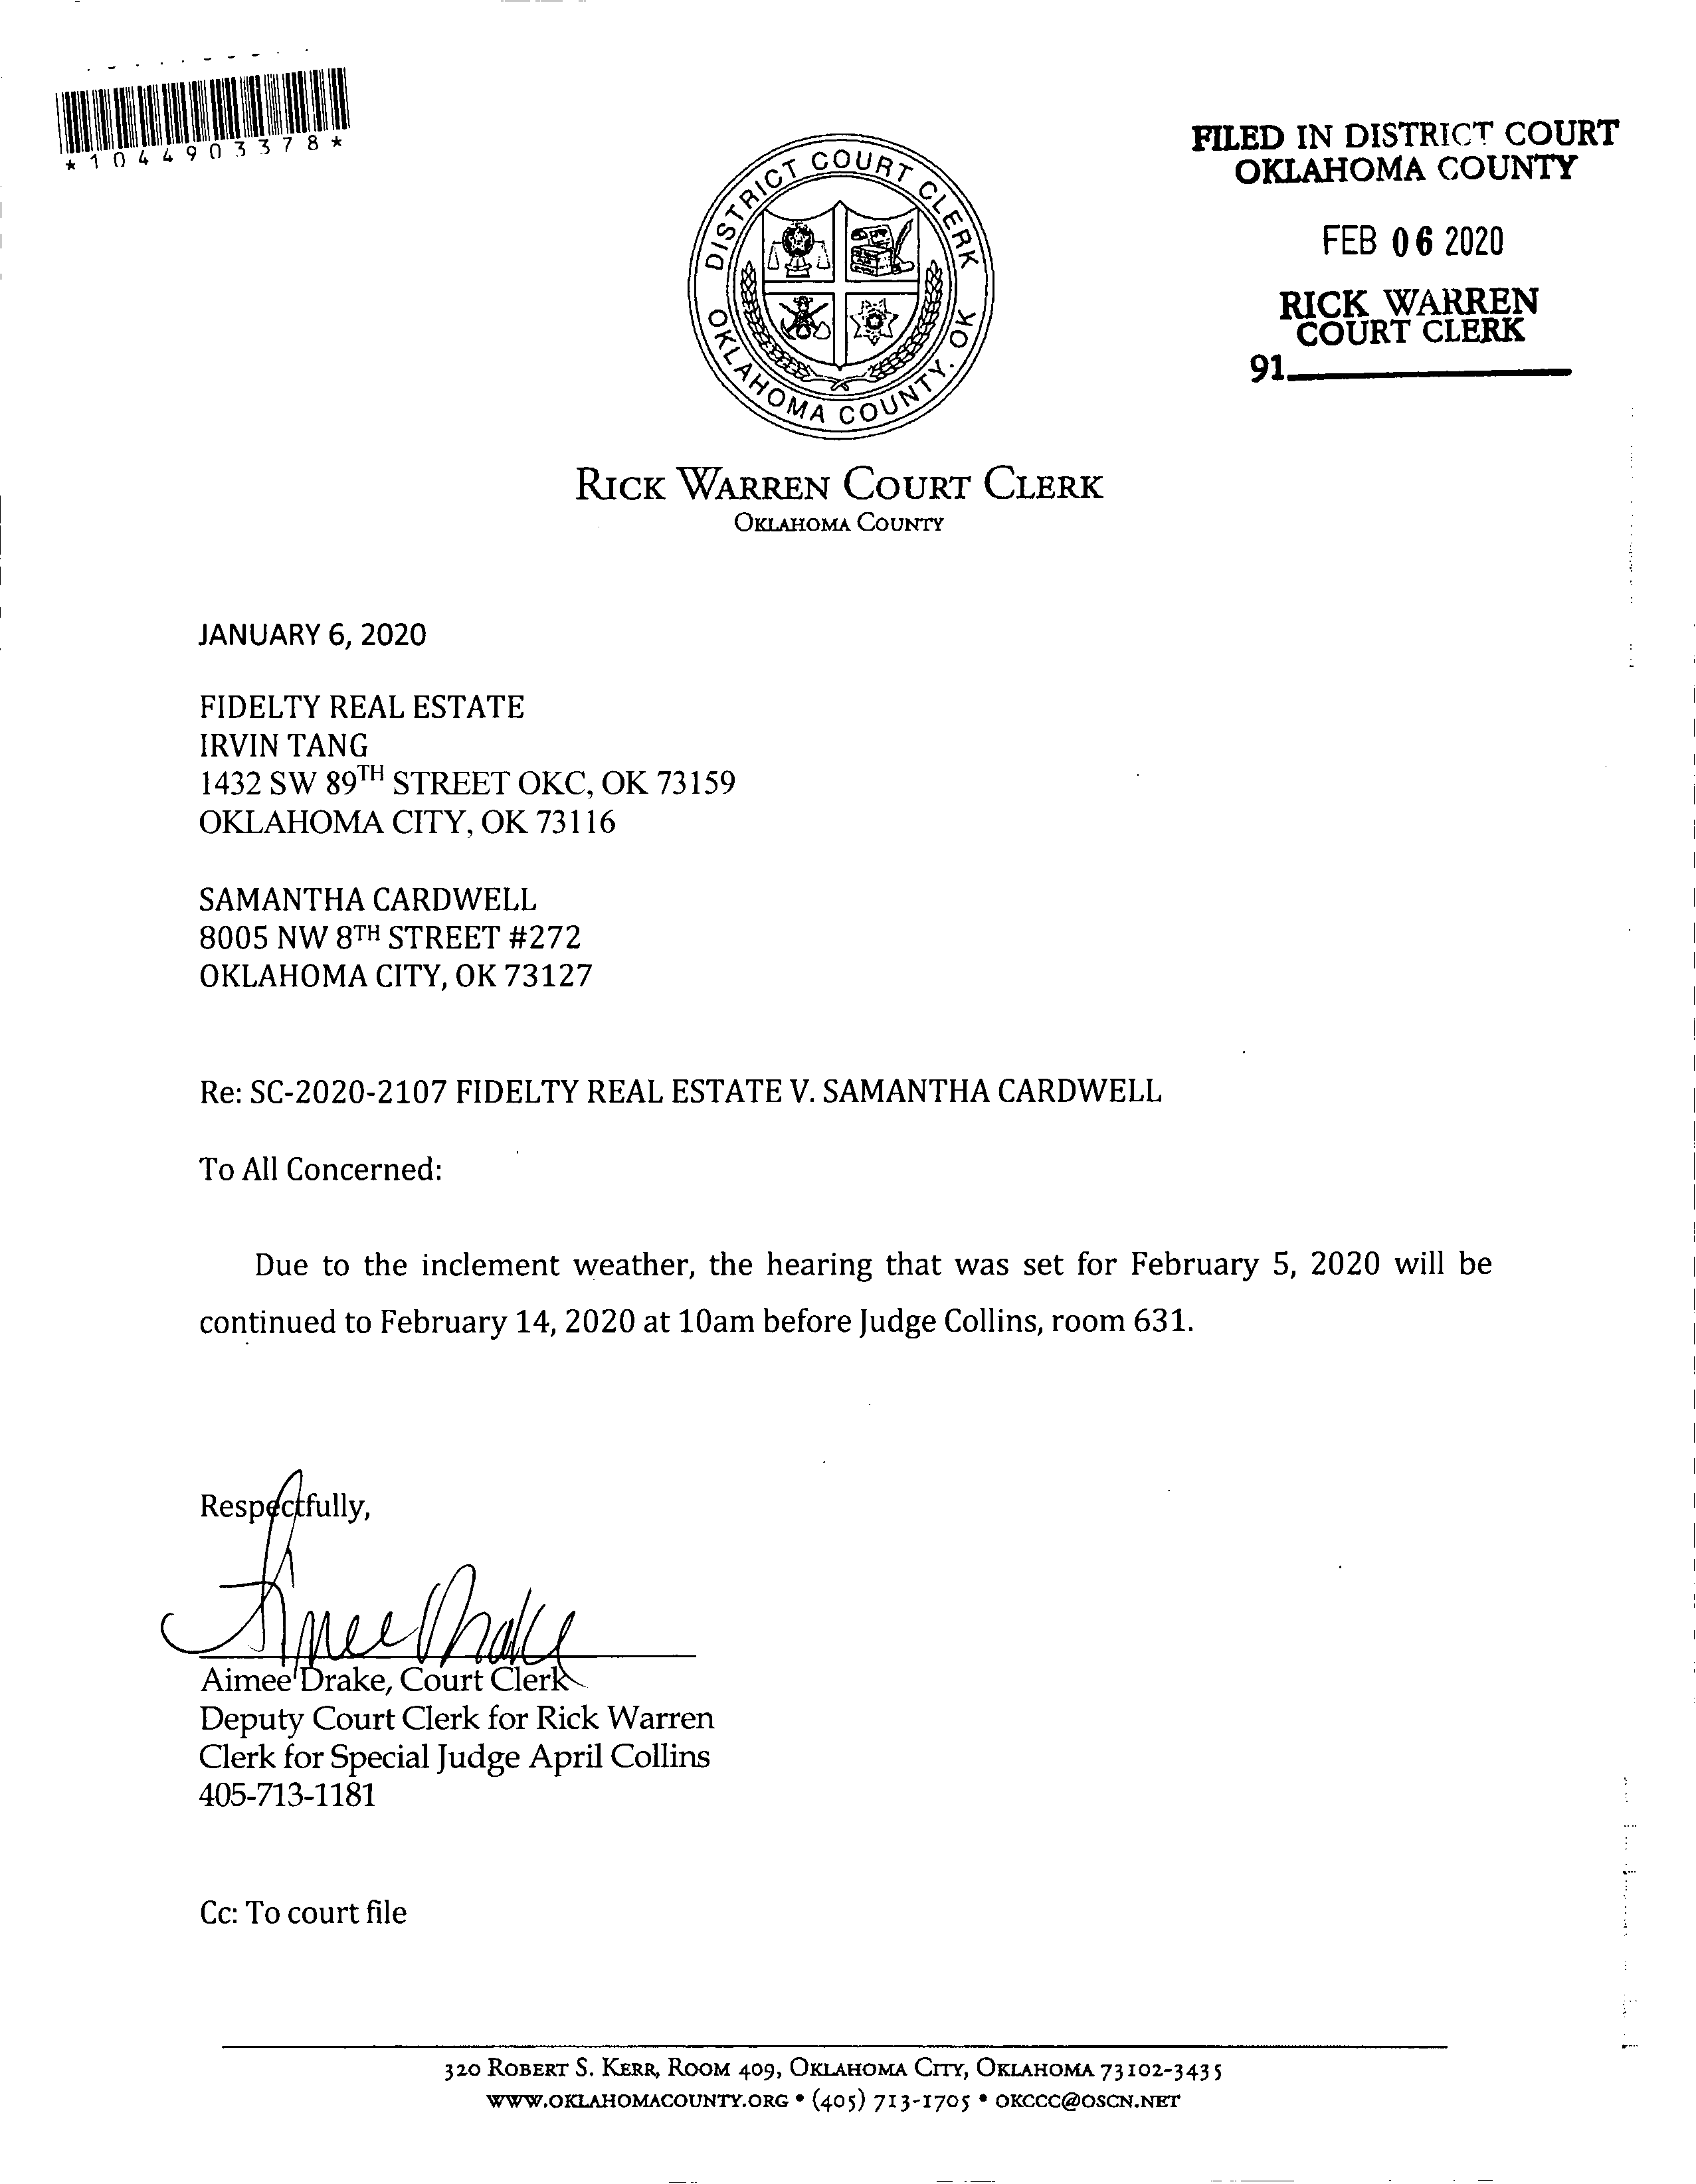 *1044903378*
FILED IN DISTRICT COURT
OKLAHOMA COUNTY
FEB 06 2020
RICK WARREN
COURT CLERK
91
DISTRICT COURT CLERK
OKLAHOMA COUNTY, OK
RICK WARREN COURT CLERK
OKLAHOMA COUNTY
JANUARY 6, 2020
FIDELTY REAL ESTATE
IRVIN TANG
1432 SW 89TH STREET OKC, OK 73159
OKLAHOMA CITY, OK 73116
SAMANTHA CARDWELL
8005 NW 8TH STREET #272
OKLAHOMA CITY, OK 73127
Re: SC-2020-2107 FIDELTY REAL ESTATE V. SAMANTHA CARDWELL
To All Concerned:
Due to the inclement weather, the hearing that was set for February 5, 2020 will be
continued to February 14, 2020 at 10am before Judge Collins, room 631.
Respectfully,
Aimee Drake
Aimee Drake, Court Clerk
Deputy Court Clerk for Rick Warren
Clerk for Special Judge April Collins
405-713-1181
Cc: To court file
320 ROBERT S. KERR, ROOM 409, OKLAHOMA CITY, OKLAHOMA 73102-3435
WWW.OKLAHOMACOUNTY.ORG • (405) 713-1705 • OKCCC@OSCN.NET